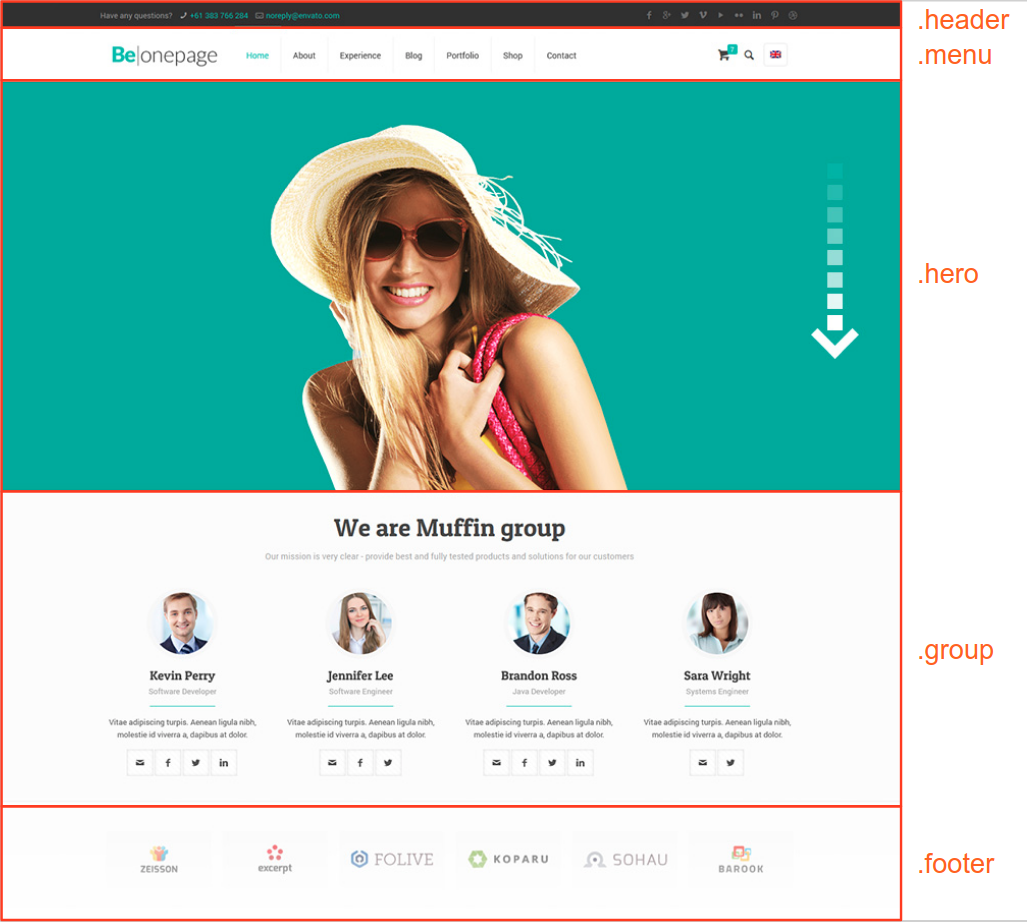 Have any questions? +61 383 756 284 noreply@envato.com
.header
Be|onepage Home About Experience Blog Portfolio Shop Contact 7
.menu
.hero
We are Muffin group
Our mission is very clear - provide best and fully tested products and solutions for our customers
.group
Kevin Perry Jennifer Lee Brandon Ross Sara Wright
Software Developer Software Engineer Java Developer Systems Engineer
Vitae adipiscing turpis. Aenean ligula nibh, Vitae adipiscing turpis. Aenean ligula nibh, Vitae adipiscing turpis. Aenean ligula nibh, Vitae adipiscing turpis. Aenean ligula nibh,
molestie id viverra a, dapibus at dolor. molestie id viverra a, dapibus at dolor. molestie id viverra a, dapibus at dolor. molestie id viverra a, dapibus at dolor.
ZEISSON excerpt FOLIVE KOPARU SOHAU BAROOK
.footer